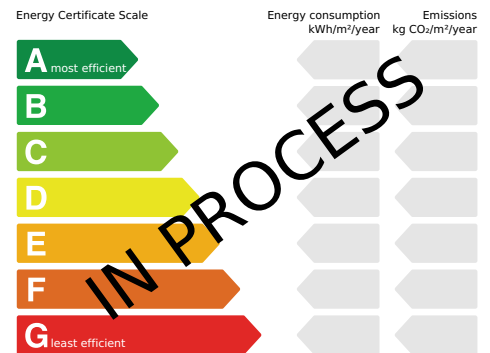 Energy Certificate Scale
Energy consumption
kWh/m²/year
Emissions
kg CO₂/m²/year
A most efficient
B
C
D
E
F
G least efficient
IN PROCESS